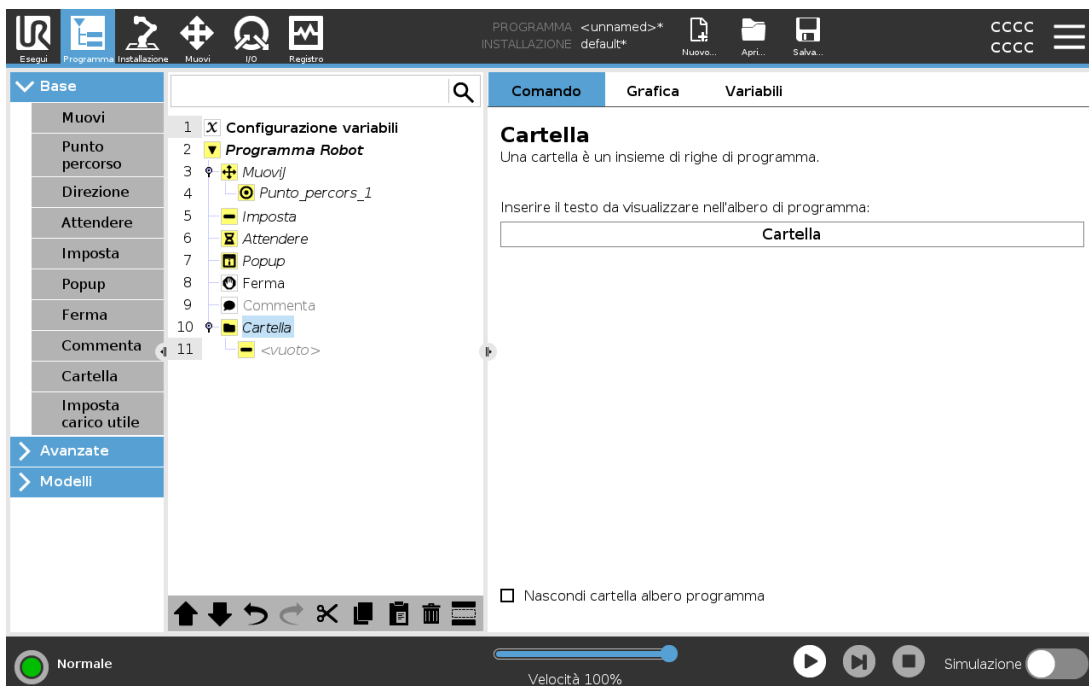 Esegui
Programma
Installazione
Muovi
I/O
Registro
PROGRAMMA <unnamed>*
INSTALLAZIONE default*
Nuovo...
Apri...
Salva...
CCCC
CCCC
Base
Muovi
Punto
percorso
Direzione
Attendere
Imposta
Popup
Ferma
Commenta
Cartella
Imposta
carico utile
Avanzate
Modelli
1 X Configurazione variabili
2 Programma Robot
3 MuoviJ
4 Punto_percors_1
5 Imposta
6 Attendere
7 Popup
8 Ferma
9 Commenta
10 Cartella
11 <vuoto>
Comando Grafica Variabili
Cartella
Una cartella è un insieme di righe di programma.
Inserire il testo da visualizzare nell'albero di programma:
Cartella
Nascondi cartella albero programma
Normale
Velocità 100%
Simulazione